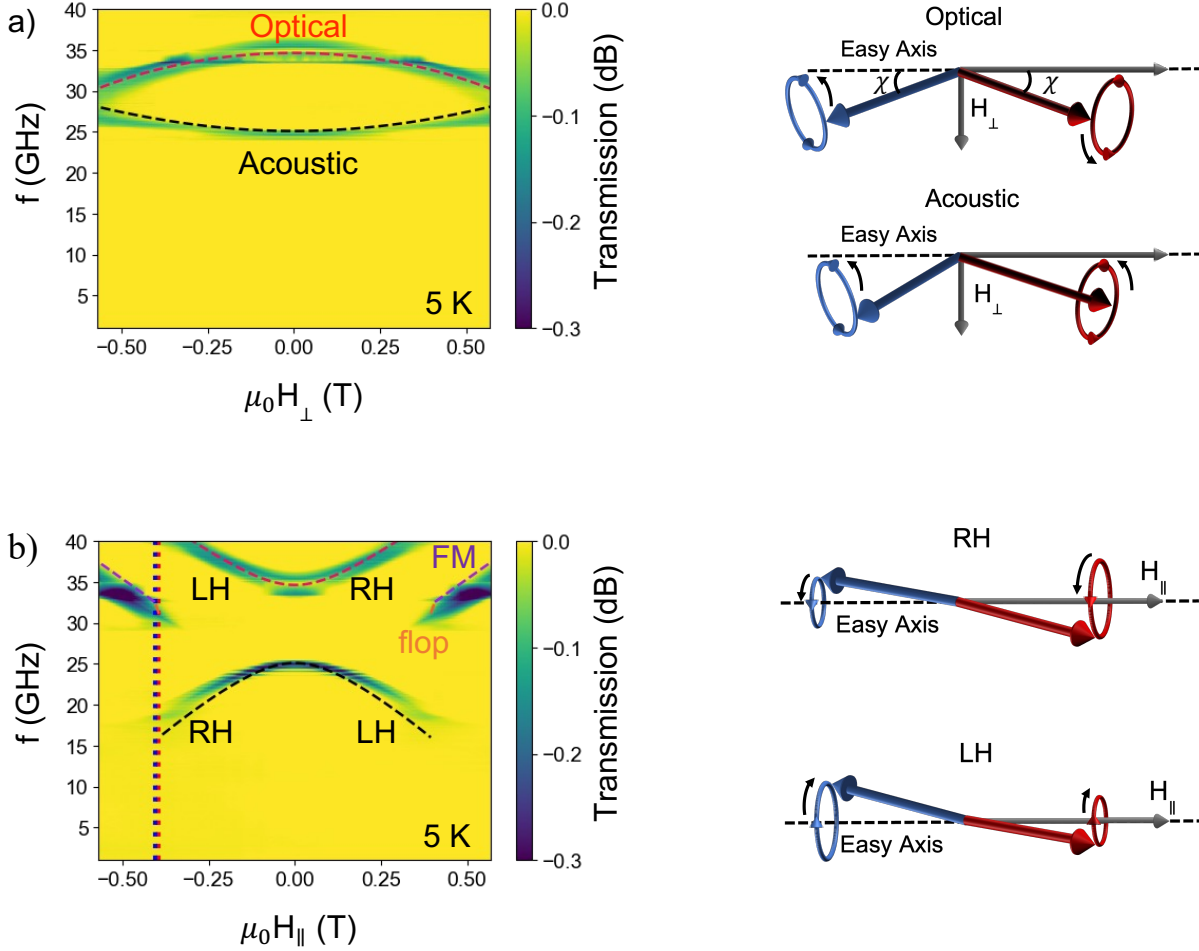 a)
40
35
30
25
20
15
10
5
f (GHz)
Optical
Acoustic
5 K
−0.50
−0.25
0.00
0.25
0.50
μ₀H⊥ (T)
0.0
−0.1
−0.2
−0.3
Transmission (dB)
Optical
Easy Axis
χ
χ
H⊥
Acoustic
Easy Axis
H⊥
b)
40
35
30
25
20
15
10
5
f (GHz)
LH
RH
FM
flop
RH
LH
5 K
−0.50
−0.25
0.00
0.25
0.50
μ₀H∥ (T)
0.0
−0.1
−0.2
−0.3
Transmission (dB)
RH
H∥
Easy Axis
LH
H∥
Easy Axis